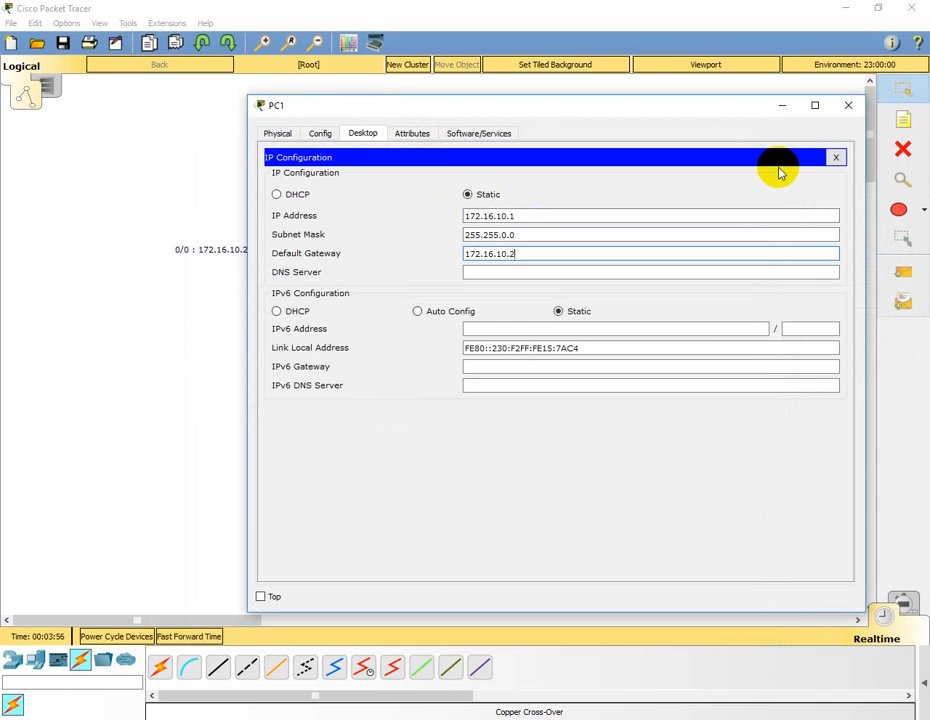 Cisco Packet Tracer
File Edit Options View Tools Extensions Help
Logical Back [Root] New Cluster Move Object Set Tiled Background Viewport Environment: 23:00:00
PC1
Physical Config Desktop Attributes Software/Services
IP Configuration X
IP Configuration
DHCP Static
IP Address 172.16.10.1
Subnet Mask 255.255.0.0
0/0 : 172.16.10.2
Default Gateway 172.16.10.2
DNS Server
IPv6 Configuration
DHCP Auto Config Static
IPv6 Address /
Link Local Address FE80::230:F2FF:FE15:7AC4
IPv6 Gateway
IPv6 DNS Server
Top
Time: 00:03:56 Power Cycle Devices Fast Forward Time Realtime
Copper Cross-Over